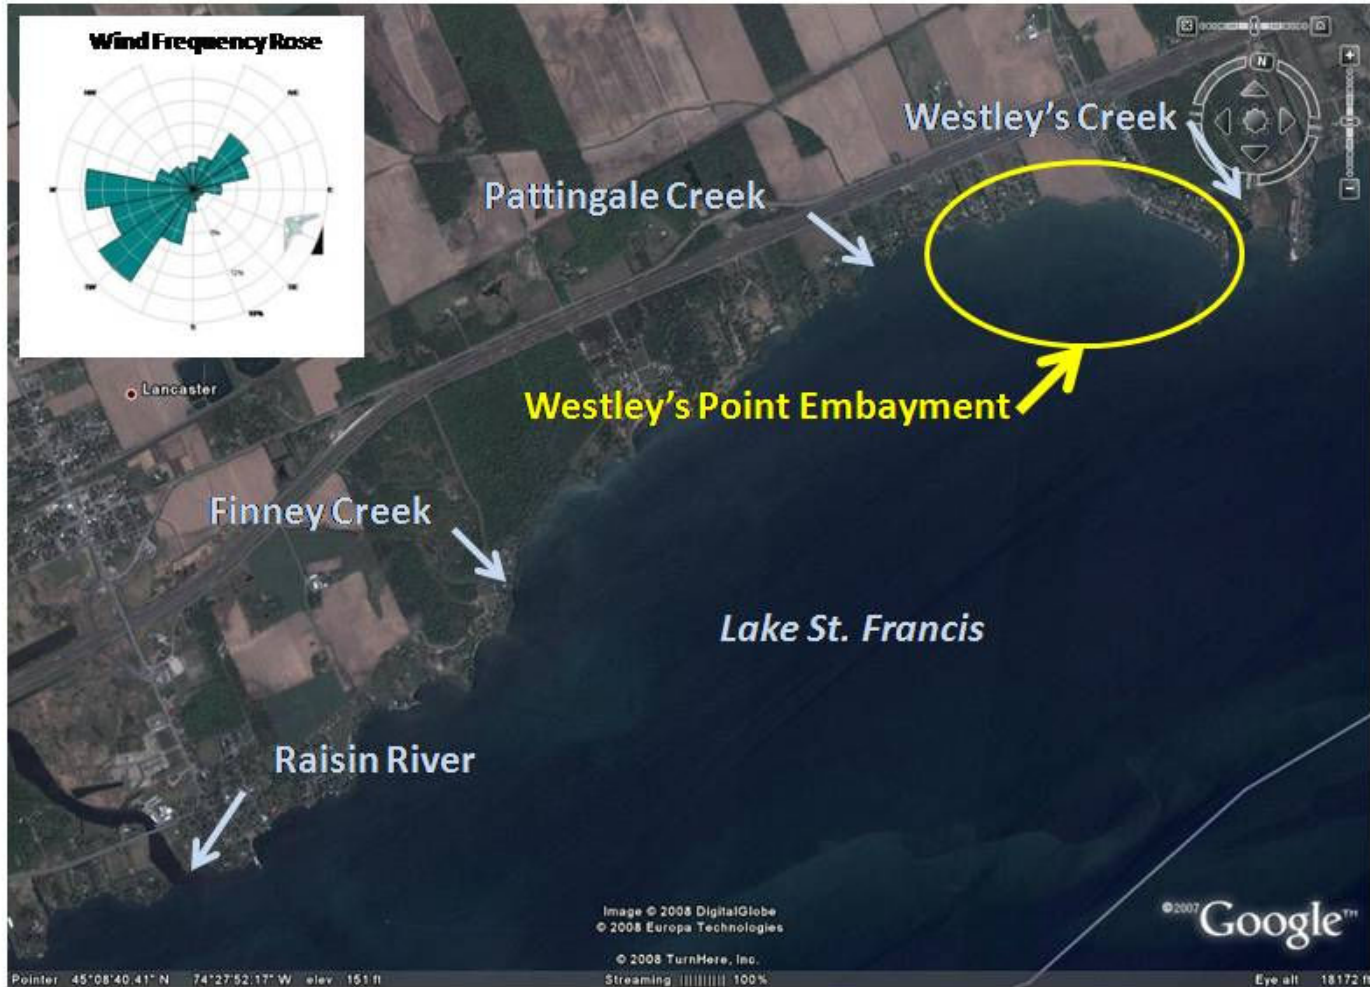 Wind Frequency Rose
N
Westley's Creek
Pattingale Creek
Lancaster
Westley's Point Embayment
Finney Creek
Lake St. Francis
Raisin River
Image © 2008 DigitalGlobe
© 2008 Europa Technologies
© 2008 TurnHere, Inc.
©2007 Google™
Pointer 45°08'40.41" N 74°27'52.17" W elev 151 ft
Streaming |||||||||| 100%
Eye alt 18172 ft